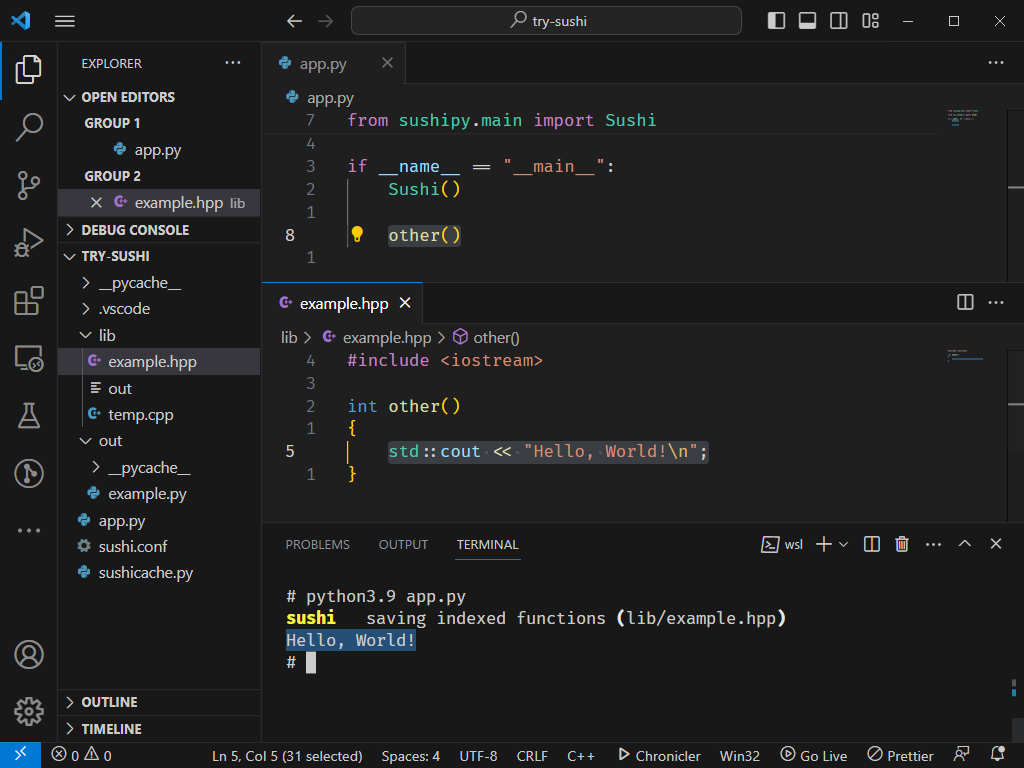 try-sushi
EXPLORER
OPEN EDITORS
GROUP 1
app.py
GROUP 2
example.hpp lib
DEBUG CONSOLE
TRY-SUSHI
__pycache__
.vscode
lib
example.hpp
out
temp.cpp
out
__pycache__
example.py
app.py
sushi.conf
sushicache.py
OUTLINE
TIMELINE
app.py
app.py
7 from sushipy.main import Sushi
4
3 if __name__ == "__main__":
2 Sushi()
1
8 other()
1
example.hpp
lib > example.hpp > other()
4 #include <iostream>
3
2 int other()
1 {
5 std::cout << "Hello, World!\n";
1 }
PROBLEMS OUTPUT TERMINAL
wsl
# python3.9 app.py
sushi saving indexed functions (lib/example.hpp)
Hello, World!
#
0 0 Ln 5, Col 5 (31 selected) Spaces: 4 UTF-8 CRLF C++ Chronicler Win32 Go Live Prettier